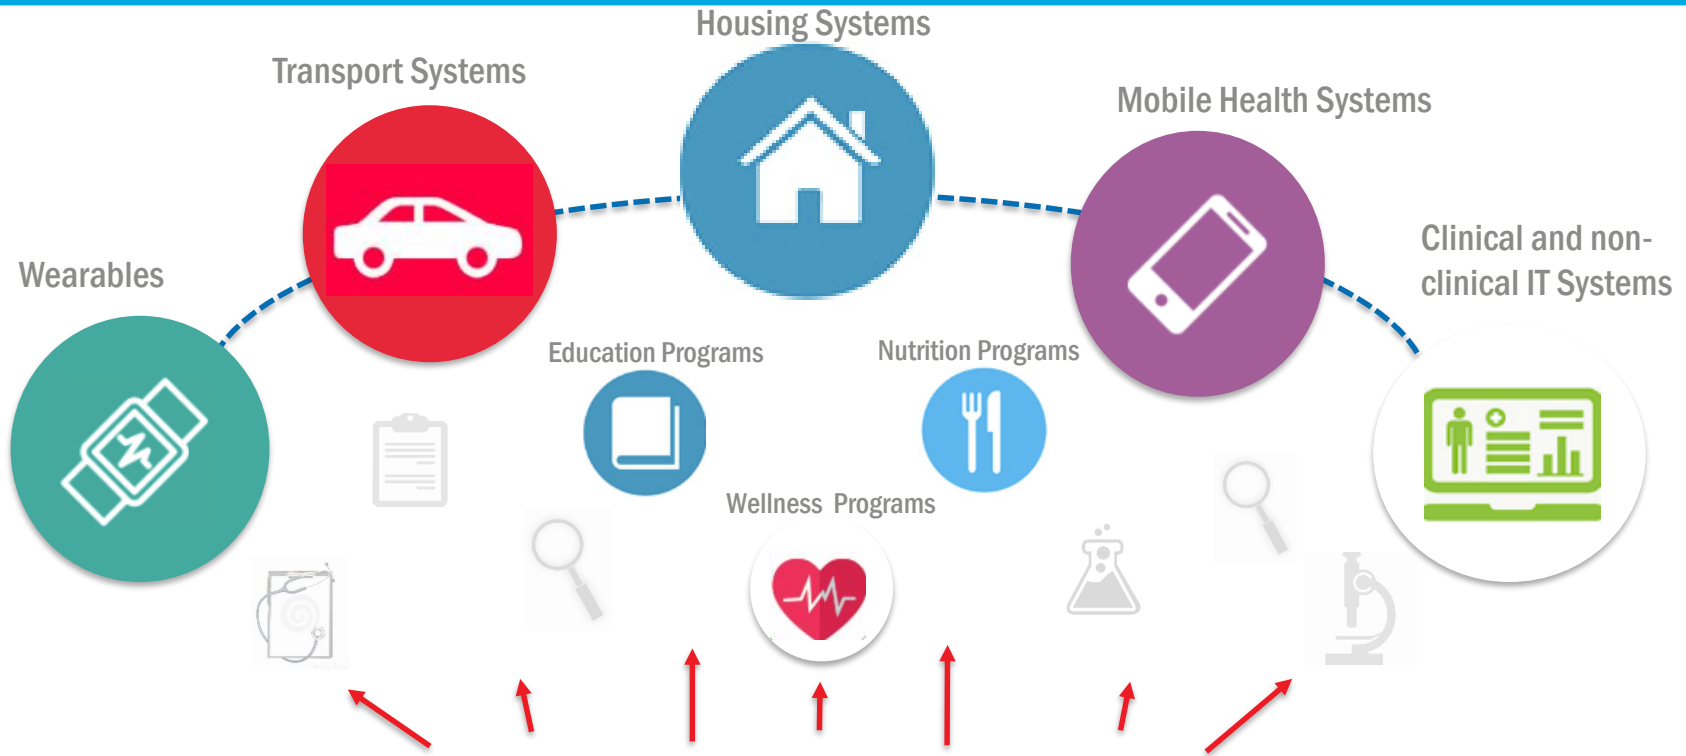 Housing Systems
Transport Systems
Mobile Health Systems
Clinical and non-
clinical IT Systems
Wearables
Education Programs
Nutrition Programs
Wellness Programs